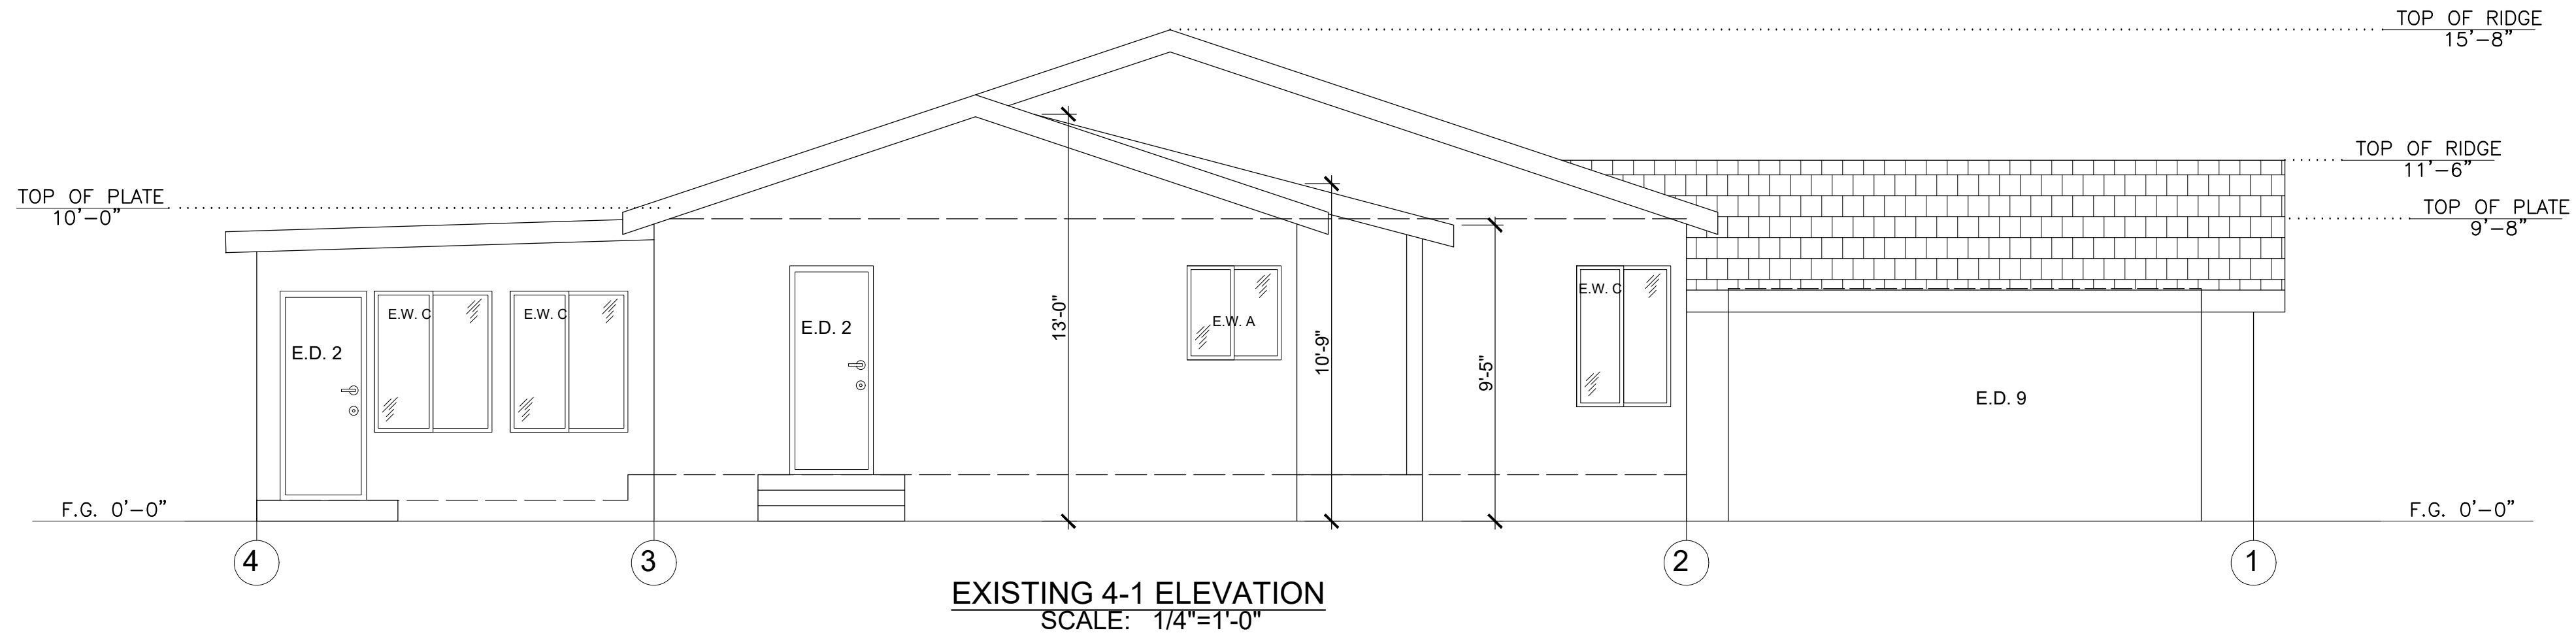 TOP OF RIDGE
15'-8"
TOP OF RIDGE
11'-6"
TOP OF PLATE
10'-0"
TOP OF PLATE
9'-8"
E.W. C
E.W. C
E.D. 2
E.D. 2
13'-0"
E.W. A
10'-9"
9'-5"
E.W. C
E.D. 9
F.G. 0'-0"
F.G. 0'-0"
4
3
2
1
EXISTING 4-1 ELEVATION
SCALE: 1/4"=1'-0"